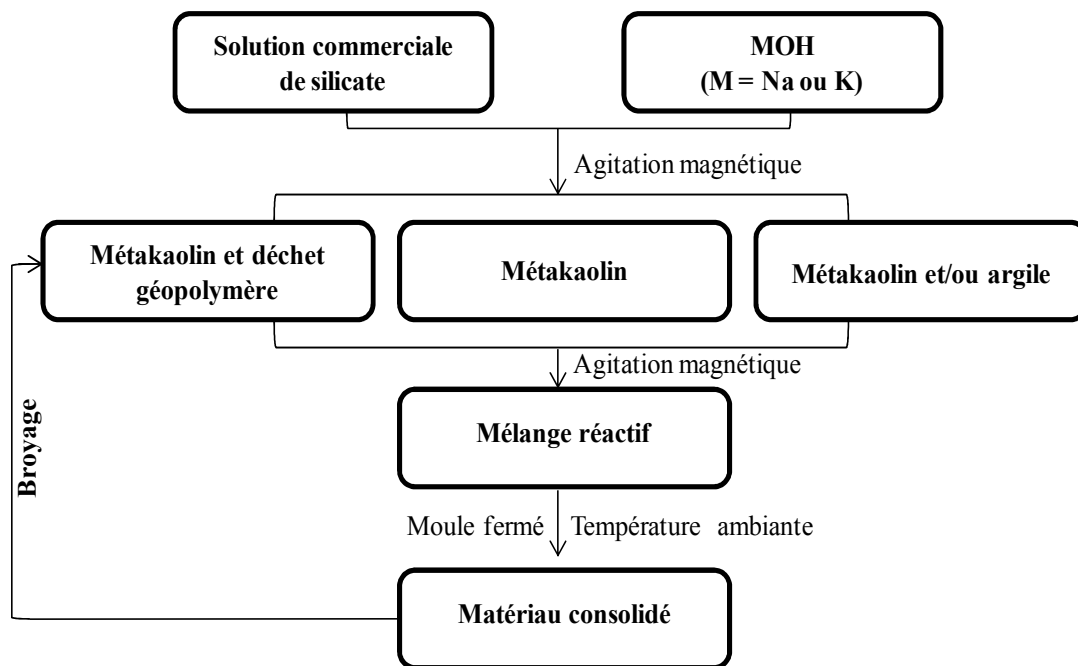 Solution commerciale
de silicate
MOH
(M = Na ou K)
Agitation magnétique
Métakaolin et déchet
géopolymère
Métakaolin
Métakaolin et/ou argile
Agitation magnétique
Mélange réactif
Broyage
Moule fermé
Température ambiante
Matériau consolidé